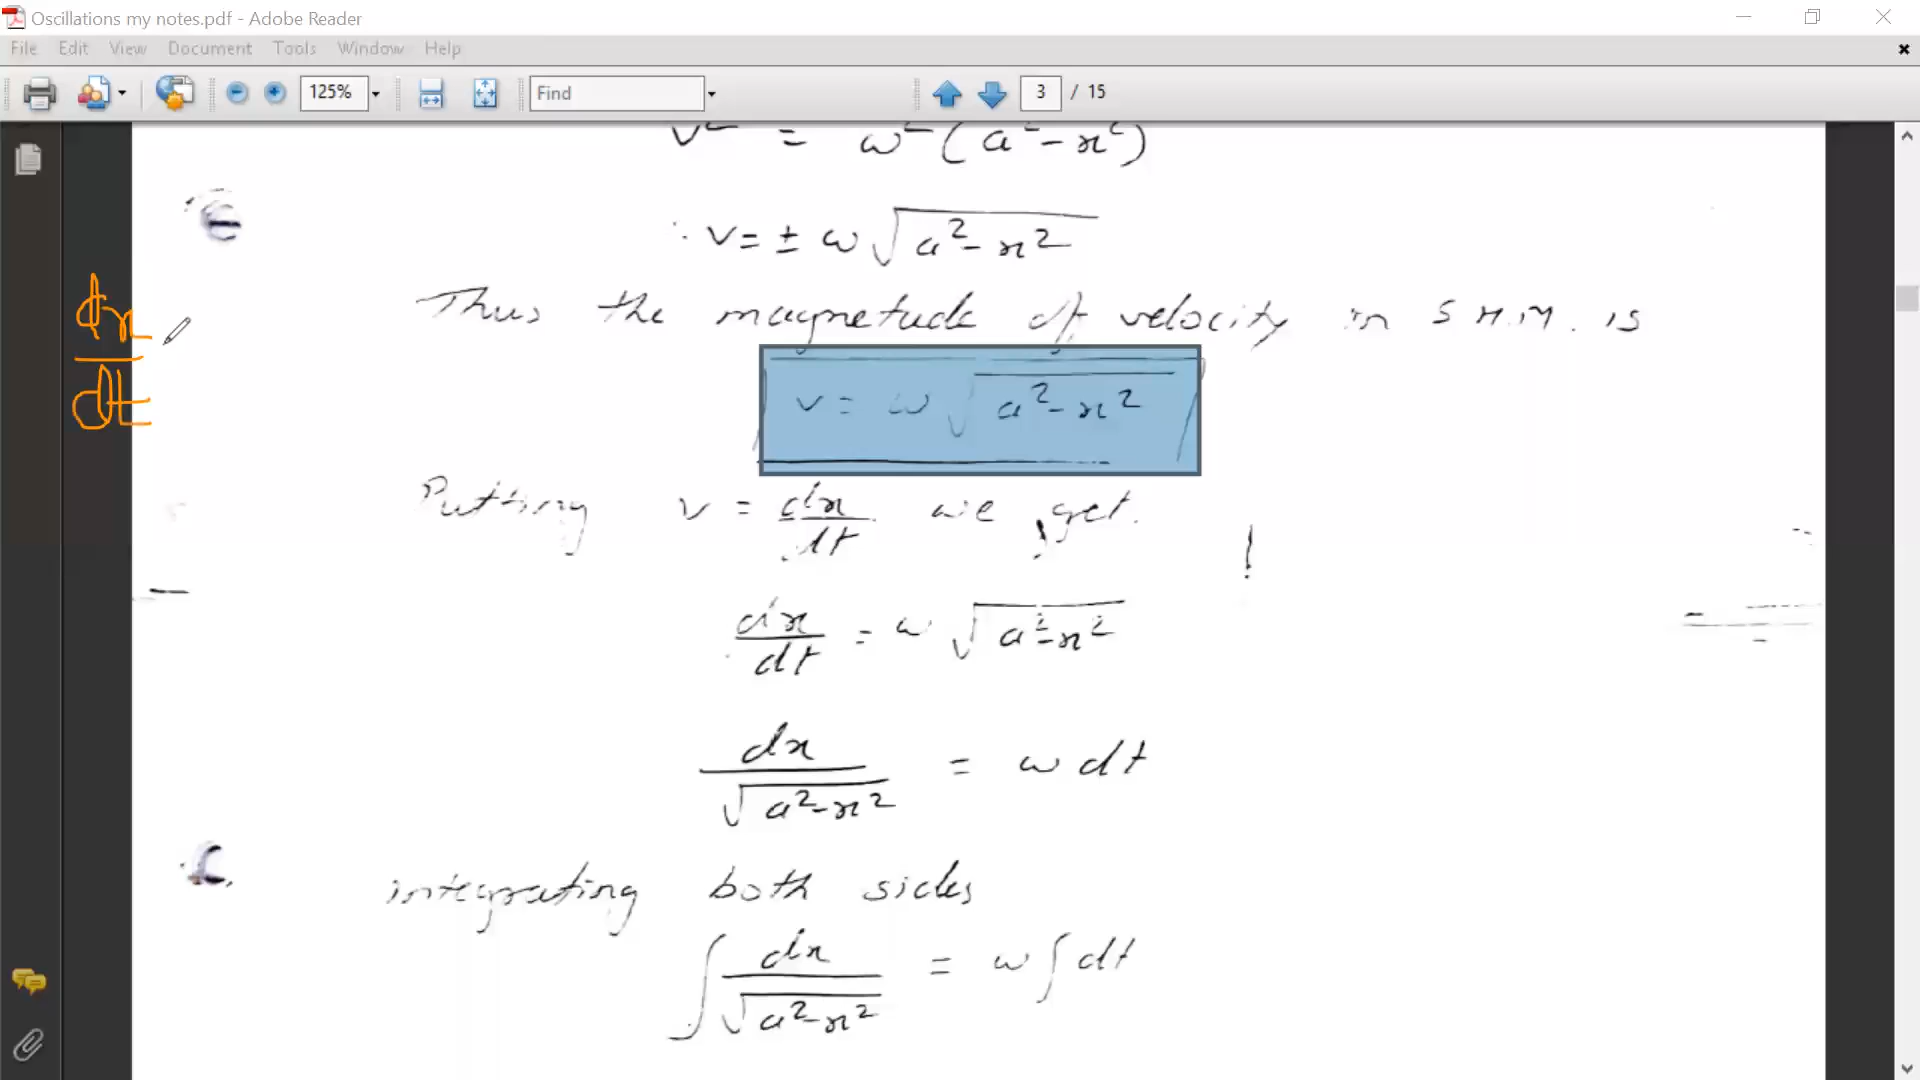 Oscillations my notes.pdf - Adobe Reader
File Edit View Document Tools Window Help
125% Find 3 / 15
v² = ω² (a² - x²)
∴ v = ± ω √(a² - x²)
dx/dt
Thus the magnetude of velocity in S.H.M. is
v = ω √(a² - x²)
Putting v = dx/dt we get.
dx/dt = ω √(a² - x²)
dx/√(a² - x²) = ω dt
integrating both sides
∫ dx/√(a² - x²) = ω ∫ dt